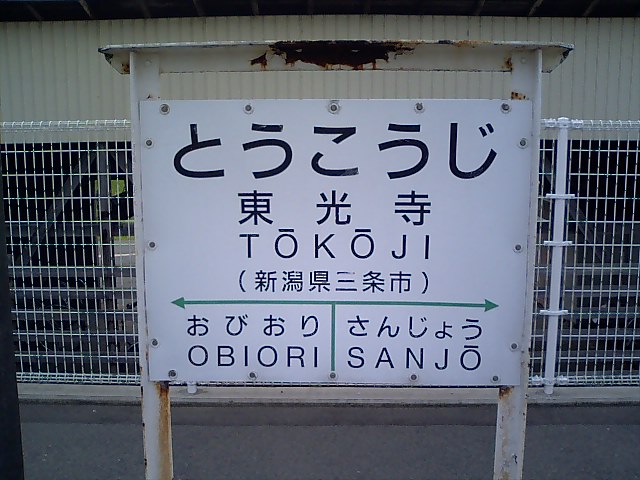 とうこうじ
東光寺
TŌKŌJI
(新潟県三条市)
おびおり さんじょう
OBIORI SANJŌ